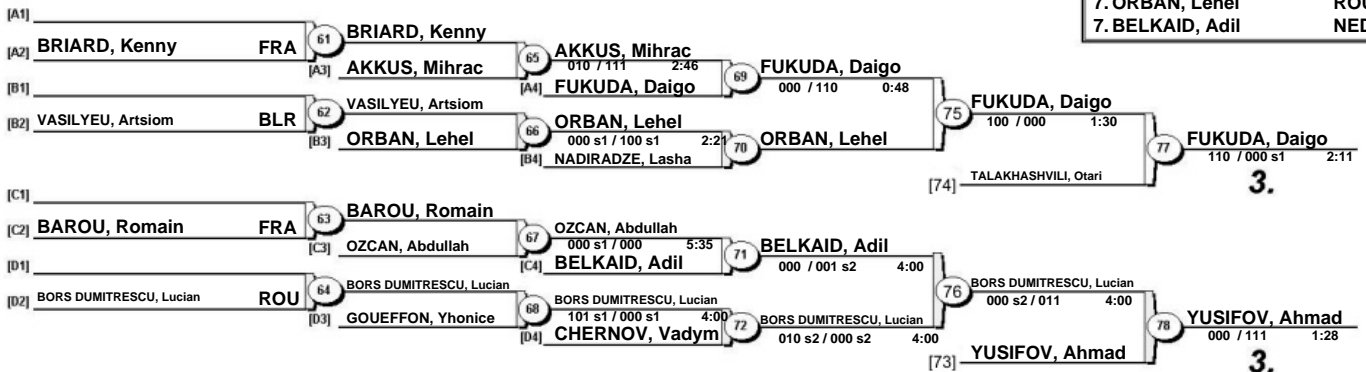 7. ORBAN, Lehel ROU
7. BELKAID, Adil NED
[A1]
[A2] BRIARD, Kenny FRA
61
BRIARD, Kenny
[A3] AKKUS, Mihrac
65
AKKUS, Mihrac
010 / 111 2:46
[A4] FUKUDA, Daigo
69
FUKUDA, Daigo
000 / 110 0:48
[B1]
[B2] VASILYEU, Artsiom BLR
62
VASILYEU, Artsiom
[B3] ORBAN, Lehel
66
ORBAN, Lehel
000 s1 / 100 s1 2:21
[B4] NADIRADZE, Lasha
70
ORBAN, Lehel
75
FUKUDA, Daigo
100 / 000 1:30
[74] TALAKHASHVILI, Otari
77
FUKUDA, Daigo
110 / 000 s1 2:11
3.
[C1]
[C2] BAROU, Romain FRA
63
BAROU, Romain
[C3] OZCAN, Abdullah
67
OZCAN, Abdullah
000 s1 / 000 5:35
[C4] BELKAID, Adil
71
BELKAID, Adil
000 / 001 s2 4:00
[D1]
[D2] BORS DUMITRESCU, Lucian ROU
64
BORS DUMITRESCU, Lucian
[D3] GOUEFFON, Yhonice
68
BORS DUMITRESCU, Lucian
101 s1 / 000 s1 4:00
[D4] CHERNOV, Vadym
72
BORS DUMITRESCU, Lucian
010 s2 / 000 s2 4:00
76
BORS DUMITRESCU, Lucian
000 s2 / 011 4:00
[73] YUSIFOV, Ahmad
78
YUSIFOV, Ahmad
000 / 111 1:28
3.